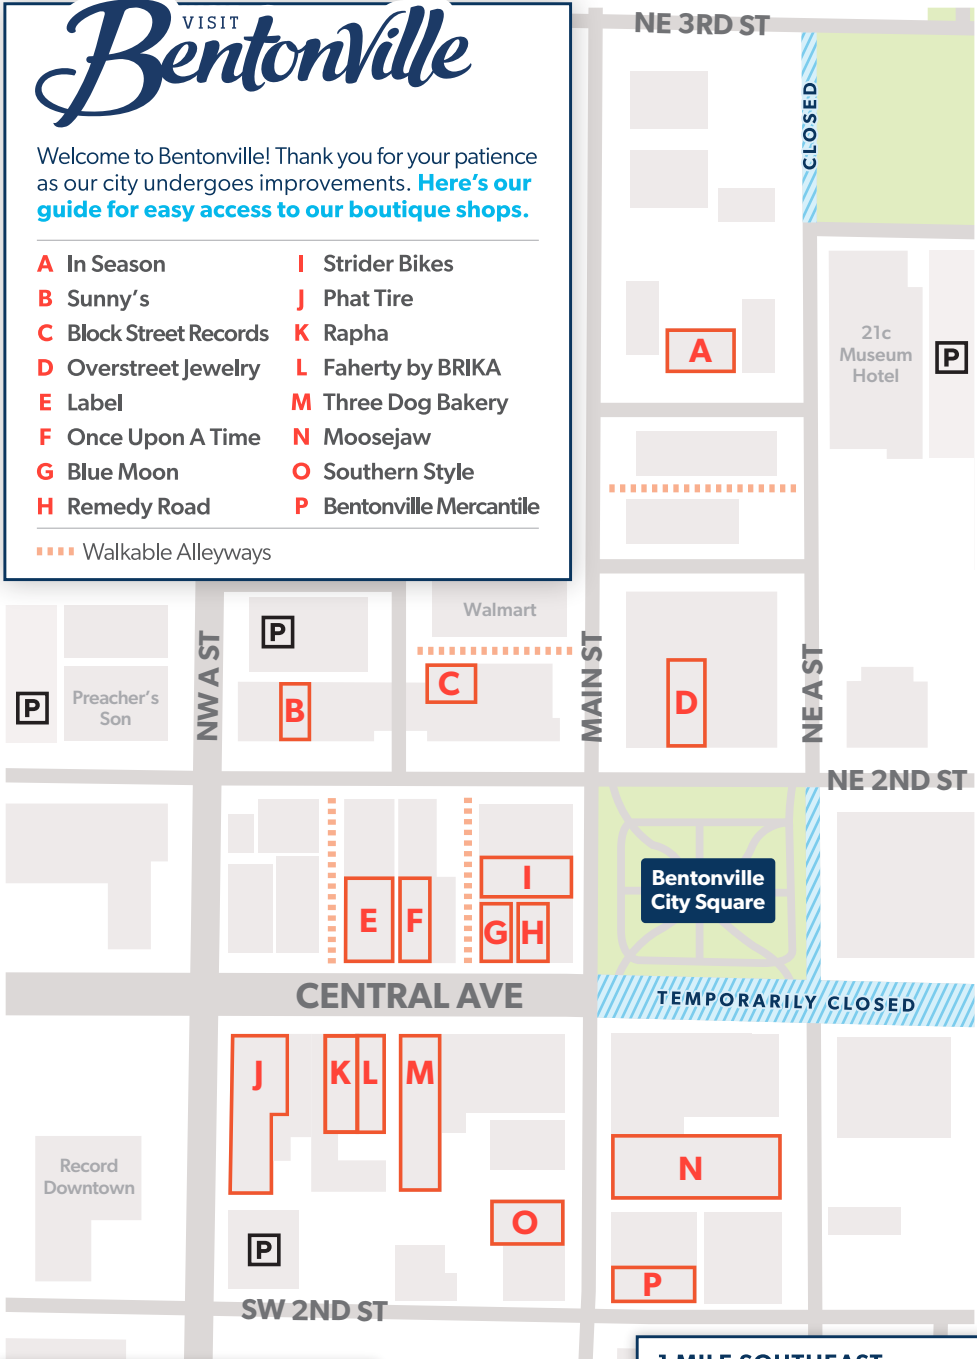 VISIT
Bentonville
Welcome to Bentonville! Thank you for your patience
as our city undergoes improvements. Here's our
guide for easy access to our boutique shops.
A In Season
B Sunny's
C Block Street Records
D Overstreet Jewelry
E Label
F Once Upon A Time
G Blue Moon
H Remedy Road
I Strider Bikes
J Phat Tire
K Rapha
L Faherty by BRIKA
M Three Dog Bakery
N Moosejaw
O Southern Style
P Bentonville Mercantile
Walkable Alleyways
NE 3RD ST
CLOSED
21c
Museum
Hotel
P
A
Walmart
P
NW A ST
MAIN ST
NE A ST
Preacher's
Son
P
B
C
D
NE 2ND ST
Bentonville
City Square
E
F
I
G
H
CENTRAL AVE
TEMPORARILY CLOSED
J
K
L
M
N
Record
Downtown
O
P
P
SW 2ND ST
1 MILE SOUTHEAST